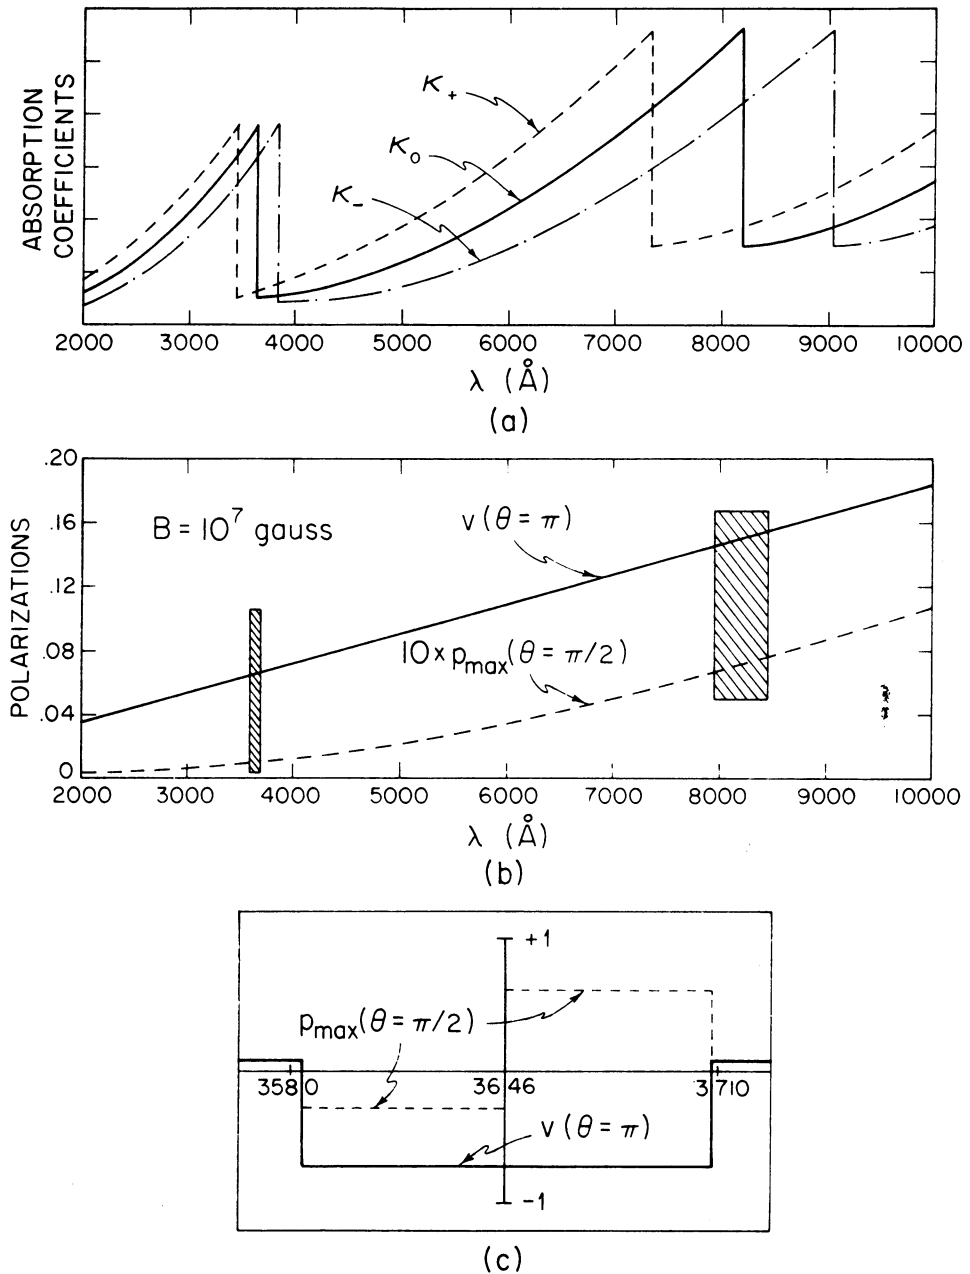 ABSORPTION
COEFFICIENTS
κ₊
κ₀
κ₋
2000 3000 4000 5000 6000 7000 8000 9000 10000
λ (Å)
(a)
POLARIZATIONS
.20
.16
.12
.08
.04
0
B = 10⁷ gauss
v (θ = π)
10 × p_max (θ = π/2)
2000 3000 4000 5000 6000 7000 8000 9000 10000
λ (Å)
(b)
+1
p_max (θ = π/2)
3580 3646 3710
v (θ = π)
-1
(c)